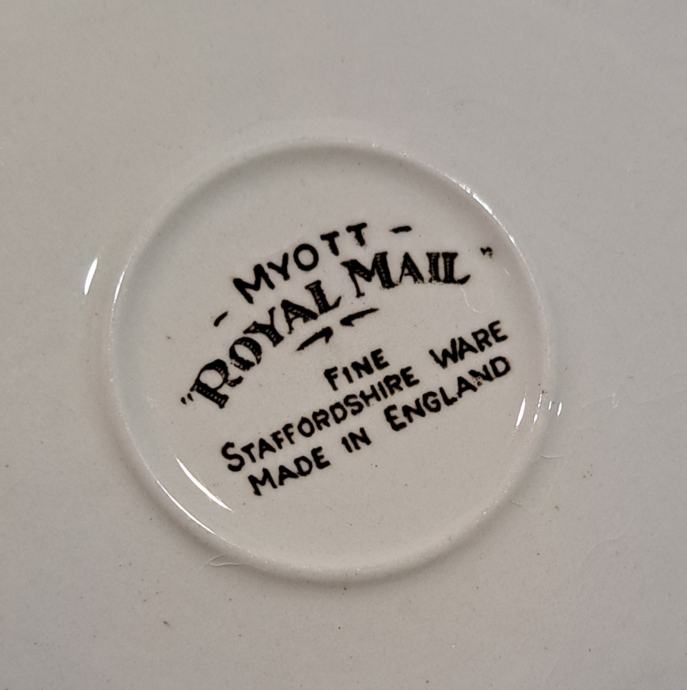 - MYOTT -
"ROYAL MAIL"
FINE
STAFFORDSHIRE WARE
MADE IN ENGLAND